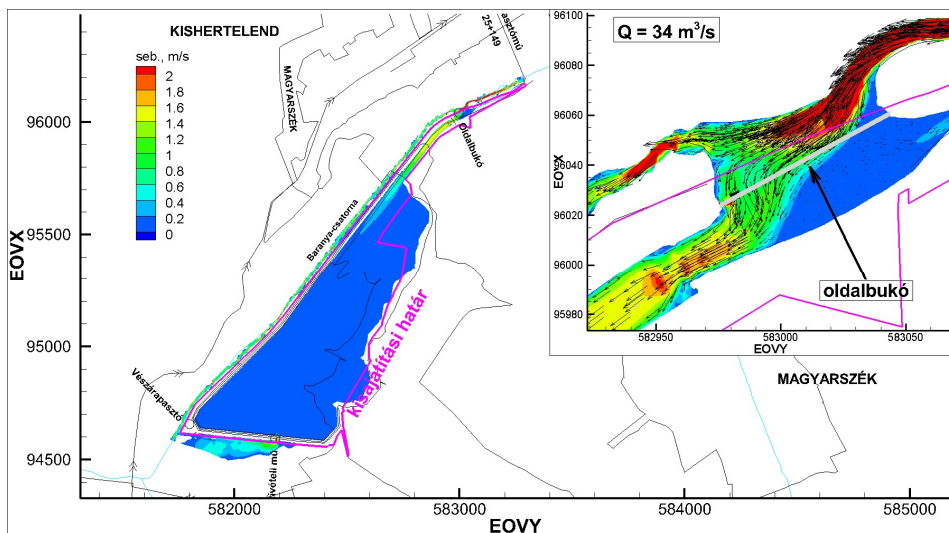 KISHERTELEND
seb., m/s
2
1.8
1.6
1.4
1.2
1
0.8
0.6
0.4
0.2
0
MAGYARSZÉK
25+149
Oldalbukó
Baranya-csatorna
kisajátítási határ
Vészárapasztó
EOVX
96000
95500
95000
94500
582000
583000
584000
585000
EOVY
MAGYARSZÉK
Q = 34 m³/s
EOVX
96100
96080
96060
96040
96020
96000
95980
oldalbukó
582950
583000
583050
EOVY